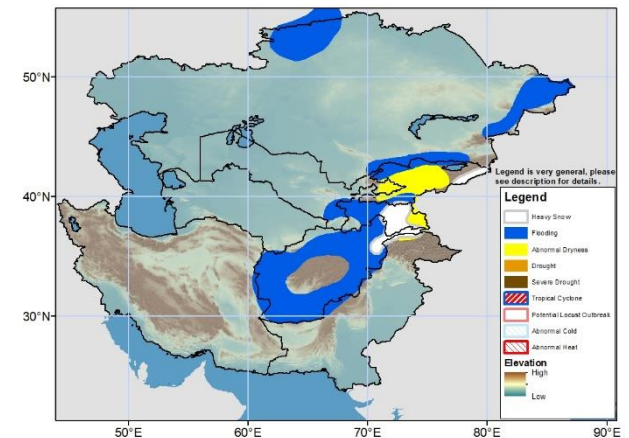 50°N
40°N
30°N
50°E
60°E
70°E
80°E
90°E
Legend is very general, please
see description for details.
Legend
Heavy Snow
Flooding
Abnormal Dryness
Drought
Severe Drought
Tropical Cyclone
Potential Locust Outbreak
Abnormal Cold
Abnormal Heat
Elevation
High
Low